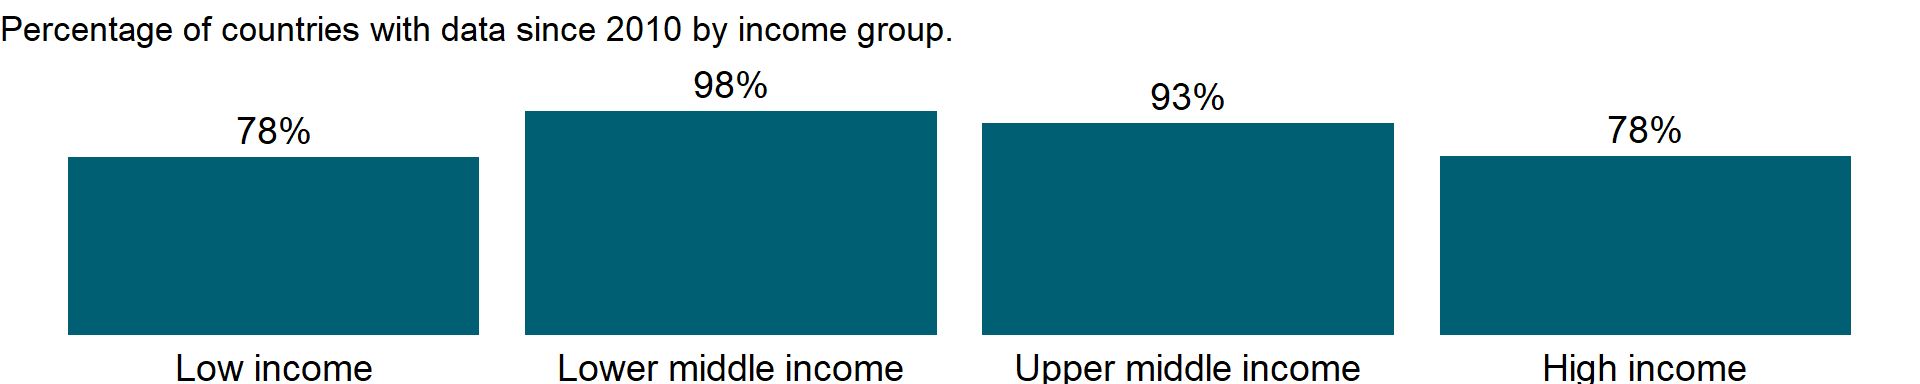 Percentage of countries with data since 2010 by income group.
78%
98%
93%
78%
Low income
Lower middle income
Upper middle income
High income